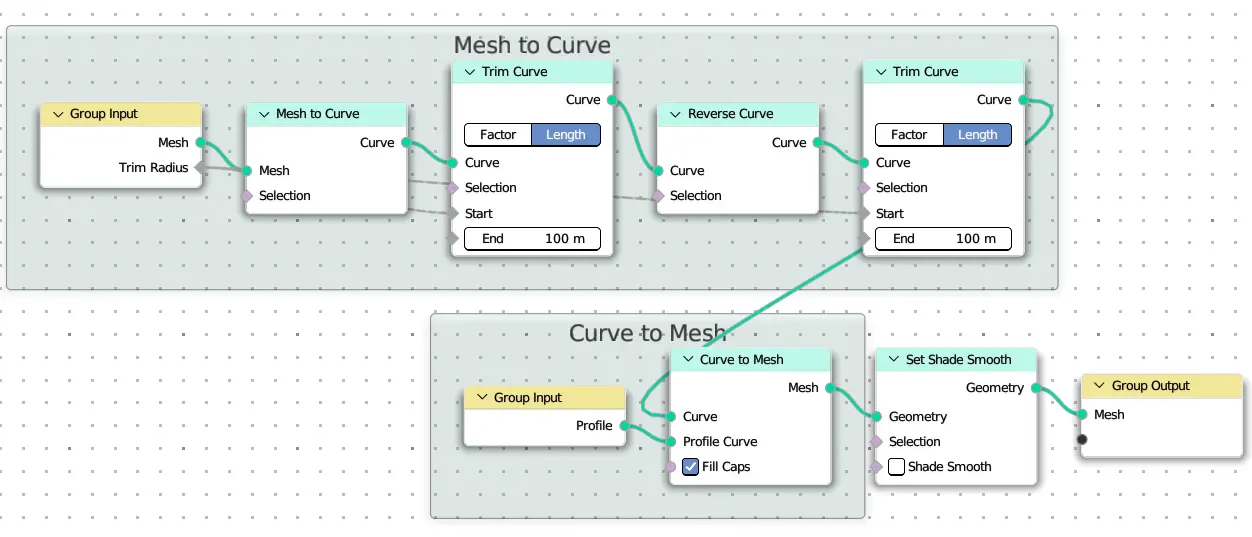 Mesh to Curve
Group Input
Mesh
Trim Radius
Mesh to Curve
Curve
Mesh
Selection
Trim Curve
Curve
Factor Length
Curve
Selection
Start
End 100 m
Reverse Curve
Curve
Curve
Selection
Trim Curve
Curve
Factor Length
Curve
Selection
Start
End 100 m
Curve to Mesh
Group Input
Profile
Curve to Mesh
Mesh
Curve
Profile Curve
Fill Caps
Set Shade Smooth
Geometry
Geometry
Selection
Shade Smooth
Group Output
Mesh